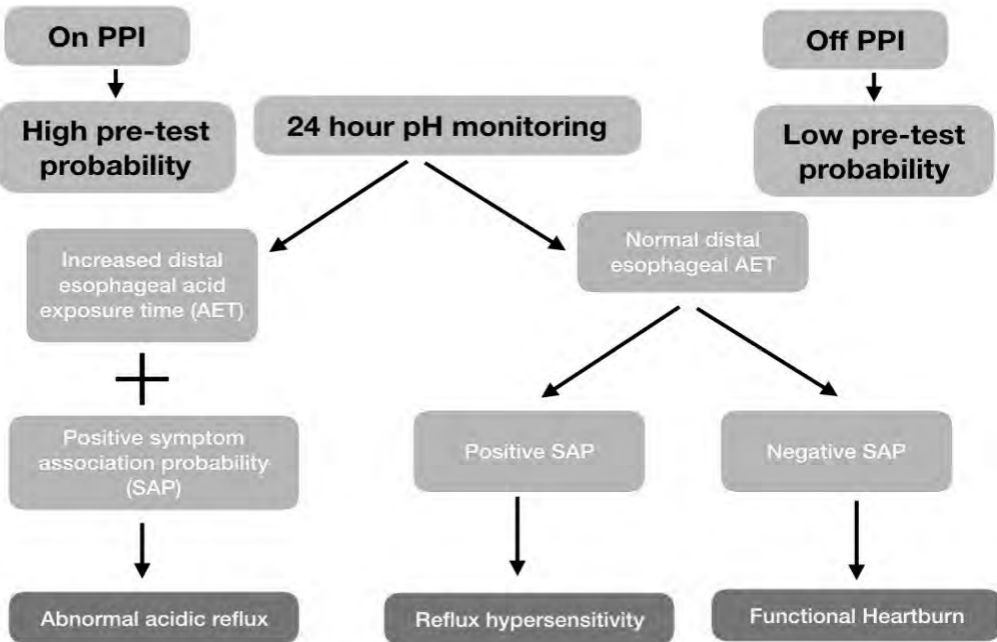 On PPI
Off PPI
High pre-test
probability
24 hour pH monitoring
Low pre-test
probability
Increased distal
esophageal acid
exposure time (AET)
Normal distal
esophageal AET
Positive symptom
association probability
(SAP)
Positive SAP
Negative SAP
Abnormal acidic reflux
Reflux hypersensitivity
Functional Heartburn